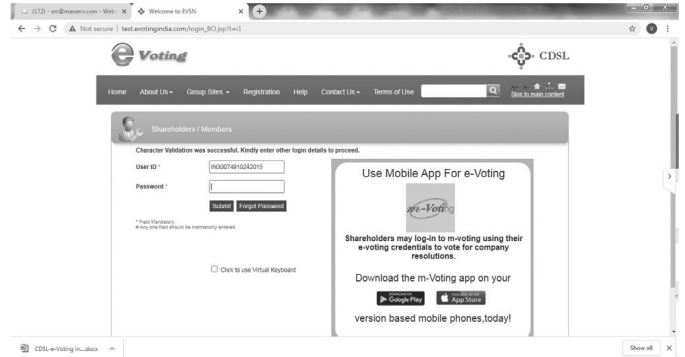 (172) - sm@masserv.com - Web
Welcome to EVSN
Not secure | test.evotingindia.com/login_BO.jsp?t=1
e Voting
CDSL
Home About Us Group Sites Registration Help Contact Us Terms of Use
Skip to main content
Shareholders / Members
Character Validation was successful. Kindly enter other login details to proceed.
User ID *
IN30074910242015
Password *
Submit Forgot Password
* Field Mandatory.
# Any one filed should be mandatorily entered.
Click to use Virtual Keyboard
Use Mobile App For e-Voting
m-Voting
Shareholders may log-in to m-voting using their
e-voting credentials to vote for company
resolutions.
Download the m-Voting app on your
Google Play
App Store
version based mobile phones,today!
CDSL-e-Voting in....docx
Show all